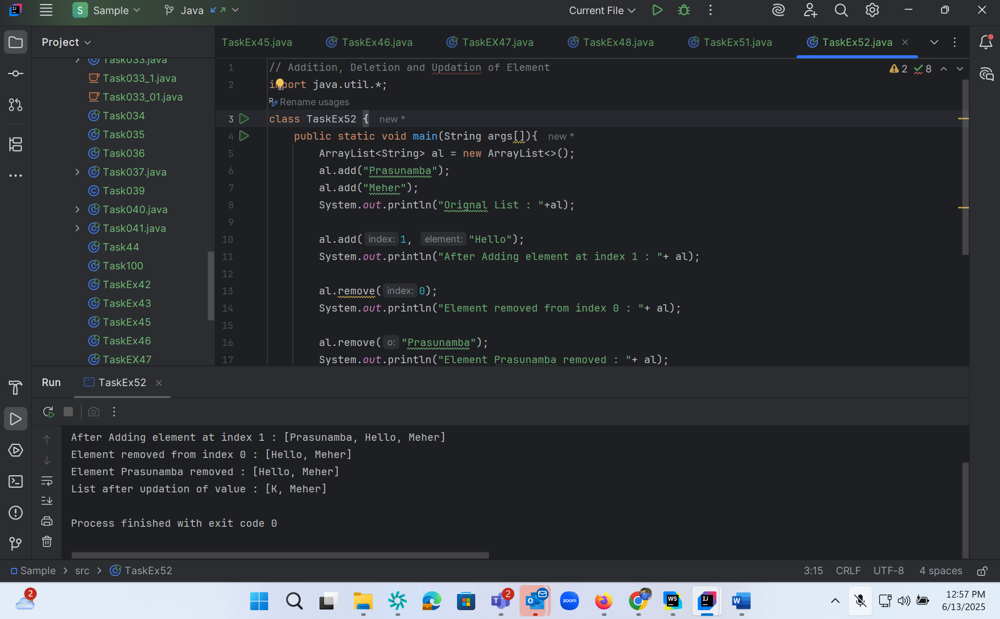 S Sample Java Current File
Project
TaskEx45.java TaskEx46.java TaskEX47.java TaskEx48.java TaskEx51.java TaskEx52.java
Task033.java
Task033_1.java
Task033_01.java
Task034
Task035
Task036
Task037.java
Task039
Task040.java
Task041.java
Task44
Task100
TaskEx42
TaskEx43
TaskEx45
TaskEx46
TaskEX47
2 8
1 // Addition, Deletion and Updation of Element
2 import java.util.*;
Rename usages
3 class TaskEx52 { new *
4 public static void main(String args[]){ new *
5 ArrayList<String> al = new ArrayList<>();
6 al.add("Prasunamba");
7 al.add("Meher");
8 System.out.println("Orignal List : "+al);
9
10 al.add( index: 1, element: "Hello");
11 System.out.println("After Adding element at index 1 : "+ al);
12
13 al.remove( index: 0);
14 System.out.println("Element removed from index 0 : "+ al);
15
16 al.remove( o: "Prasunamba");
17 System.out.println("Element Prasunamba removed : "+ al);
Run TaskEx52
After Adding element at index 1 : [Prasunamba, Hello, Meher]
Element removed from index 0 : [Hello, Meher]
Element Prasunamba removed : [Hello, Meher]
List after updation of value : [K, Meher]
Process finished with exit code 0
Sample > src > TaskEx52 3:15 CRLF UTF-8 4 spaces
2 T 2 O zoom WS IJ W 12:57 PM
6/13/2025